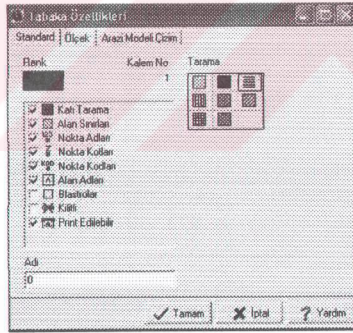 Tabaka Özellikleri
Standard Ölçek Arazi Modeli Çizim
Renk Kalem No Tarama
1
Katı Tarama
Alan Sınırları
Nokta Adları
Nokta Kotları
Nokta Kodları
Alan Adları
Blastrolar
Kilitli
Print Edilebilir
Adı
0
Tamam İptal Yardım